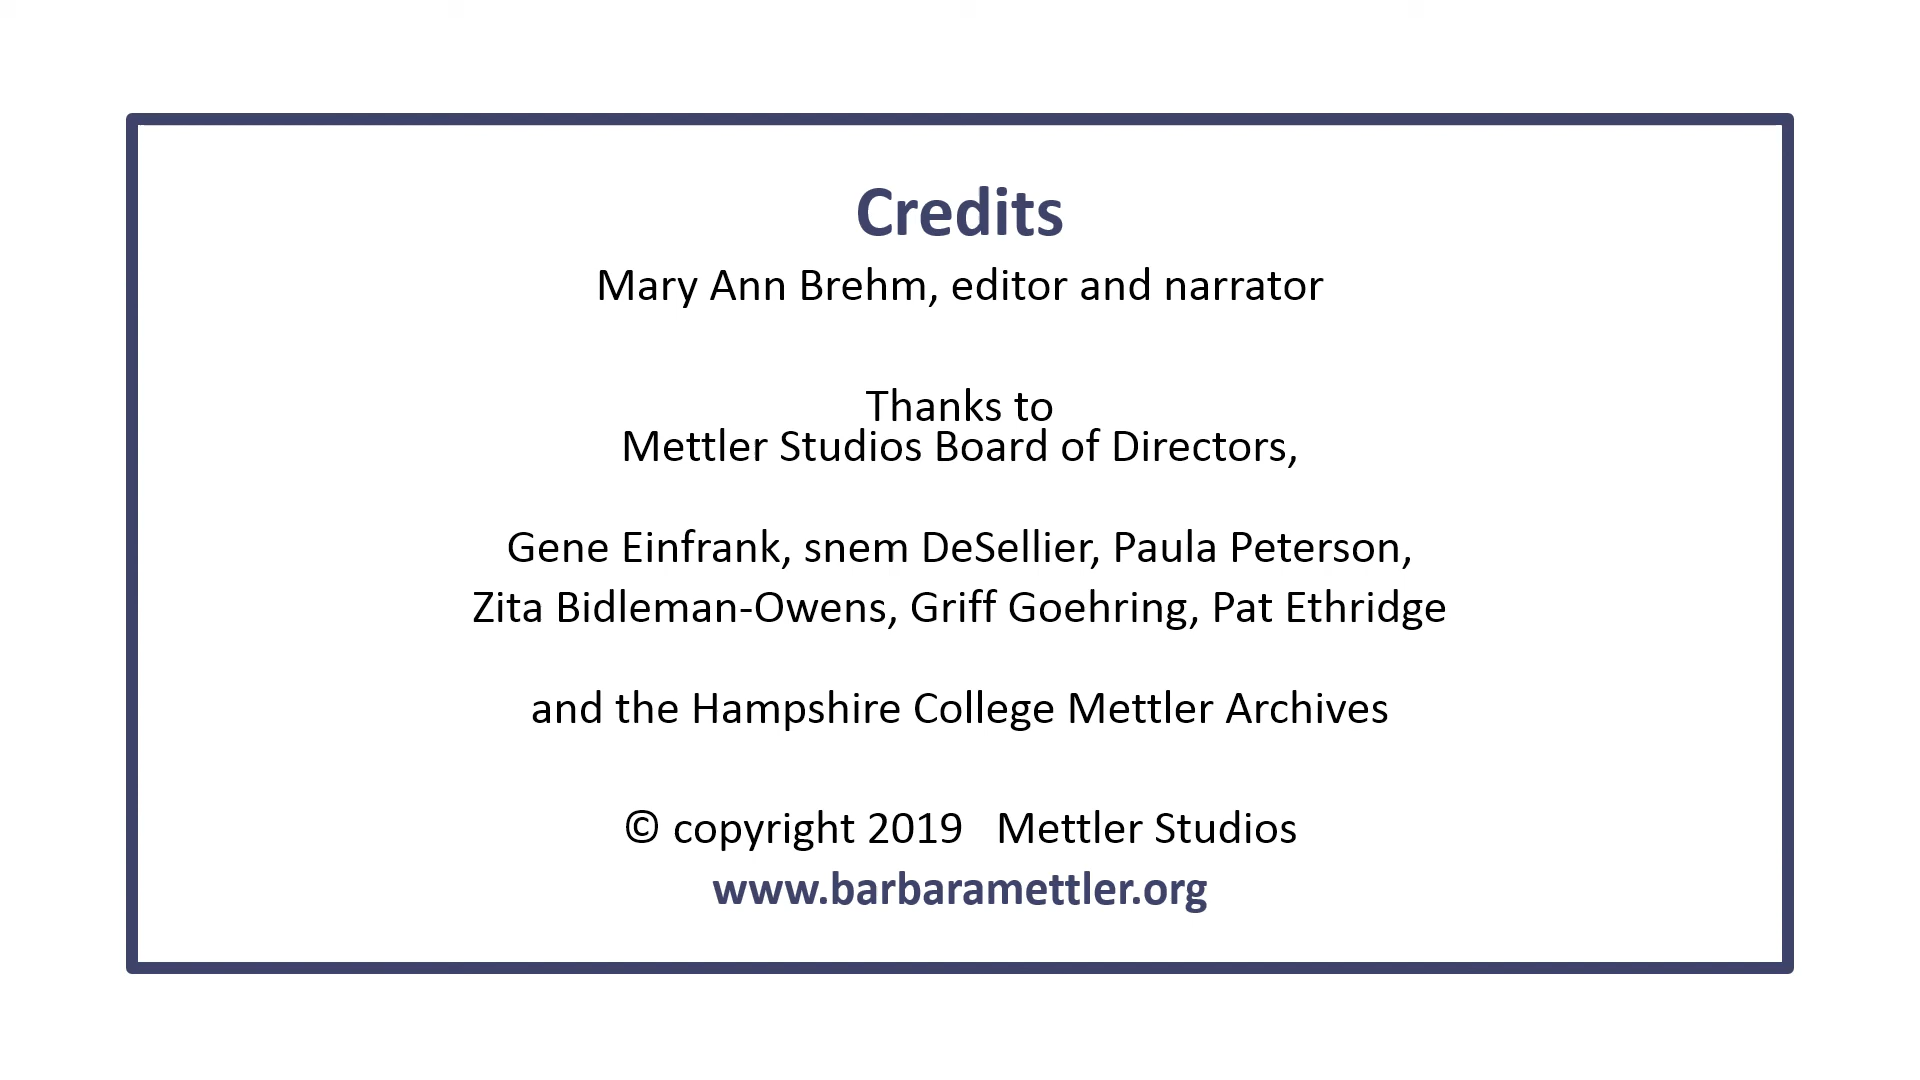 Credits
Mary Ann Brehm, editor and narrator
Thanks to
Mettler Studios Board of Directors,
Gene Einfrank, snem DeSellier, Paula Peterson,
Zita Bidleman-Owens, Griff Goehring, Pat Ethridge
and the Hampshire College Mettler Archives
© copyright 2019   Mettler Studios
www.barbaramettler.org